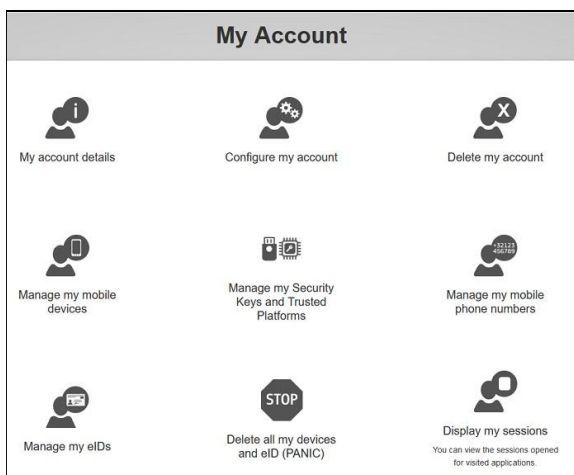 My Account
i
X
My account details
Configure my account
Delete my account
+32123
456789
Manage my mobile
devices
Manage my Security
Keys and Trusted
Platforms
Manage my mobile
phone numbers
STOP
Manage my eIDs
Delete all my devices
and eID (PANIC)
Display my sessions
You can view the sessions opened
for visited applications.